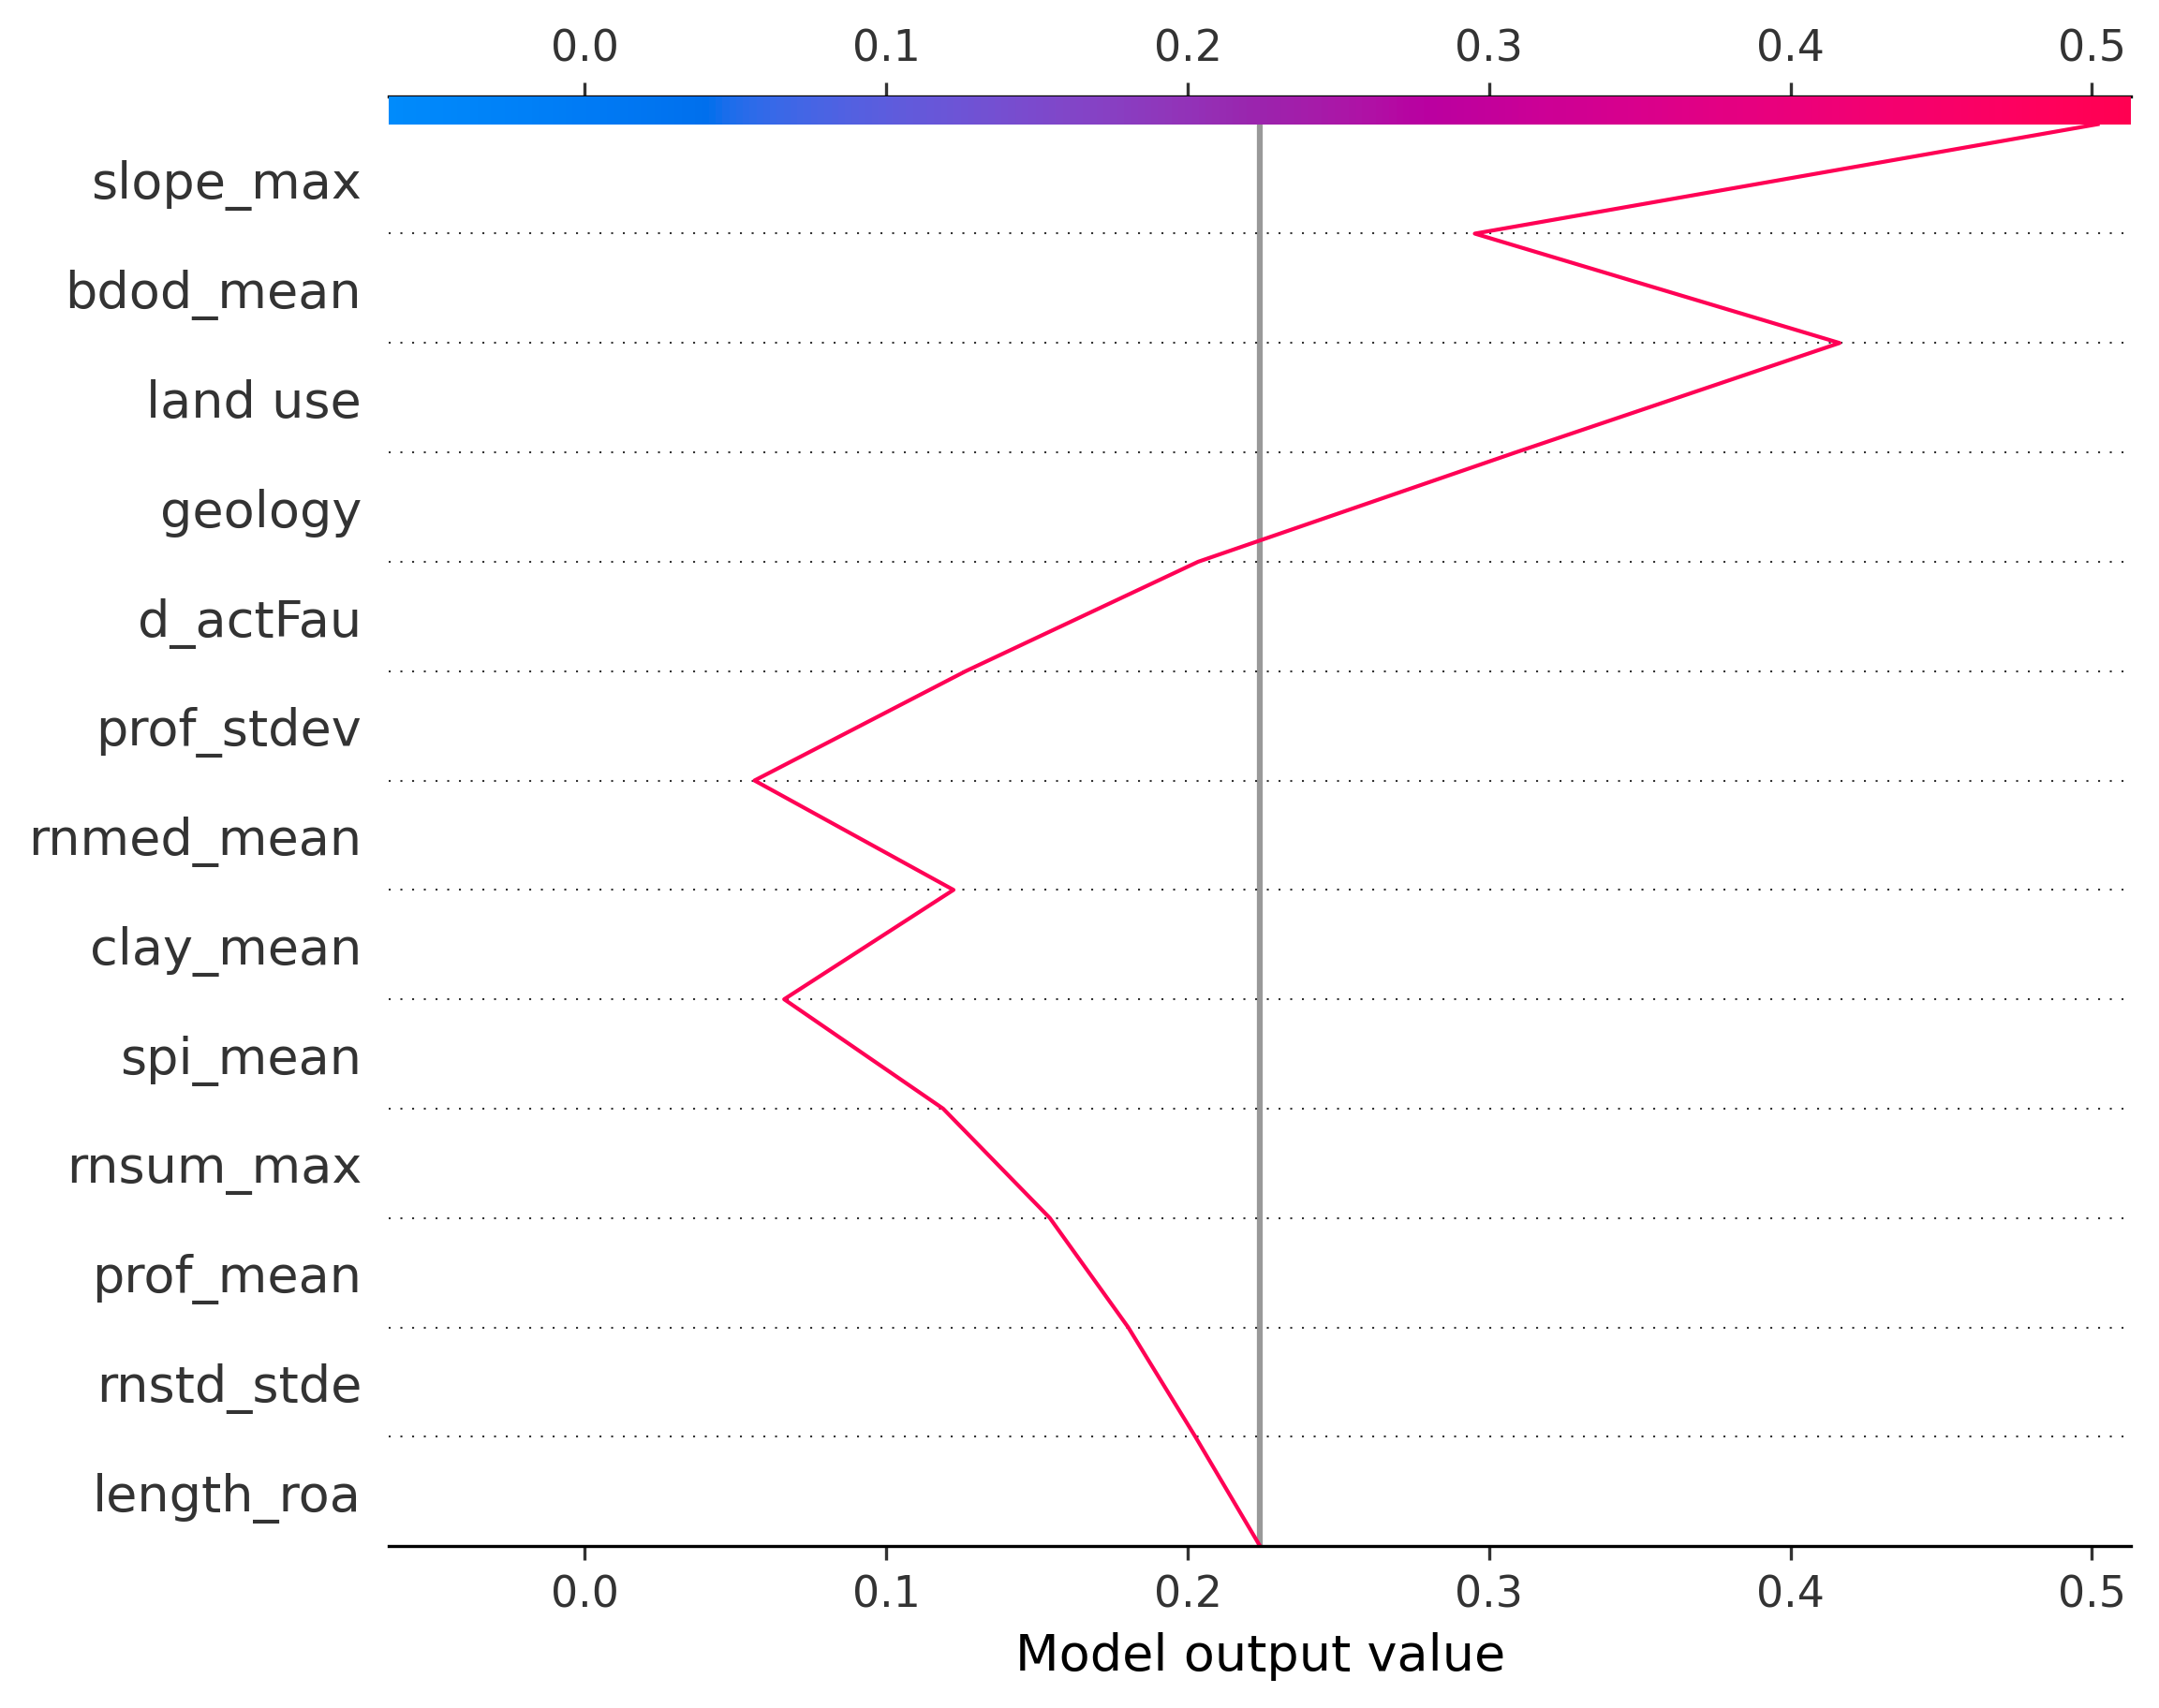 0.0 0.1 0.2 0.3 0.4 0.5
slope_max
bdod_mean
land use
geology
d_actFau
prof_stdev
rnmed_mean
clay_mean
spi_mean
rnsum_max
prof_mean
rnstd_stde
length_roa
0.0 0.1 0.2 0.3 0.4 0.5
Model output value